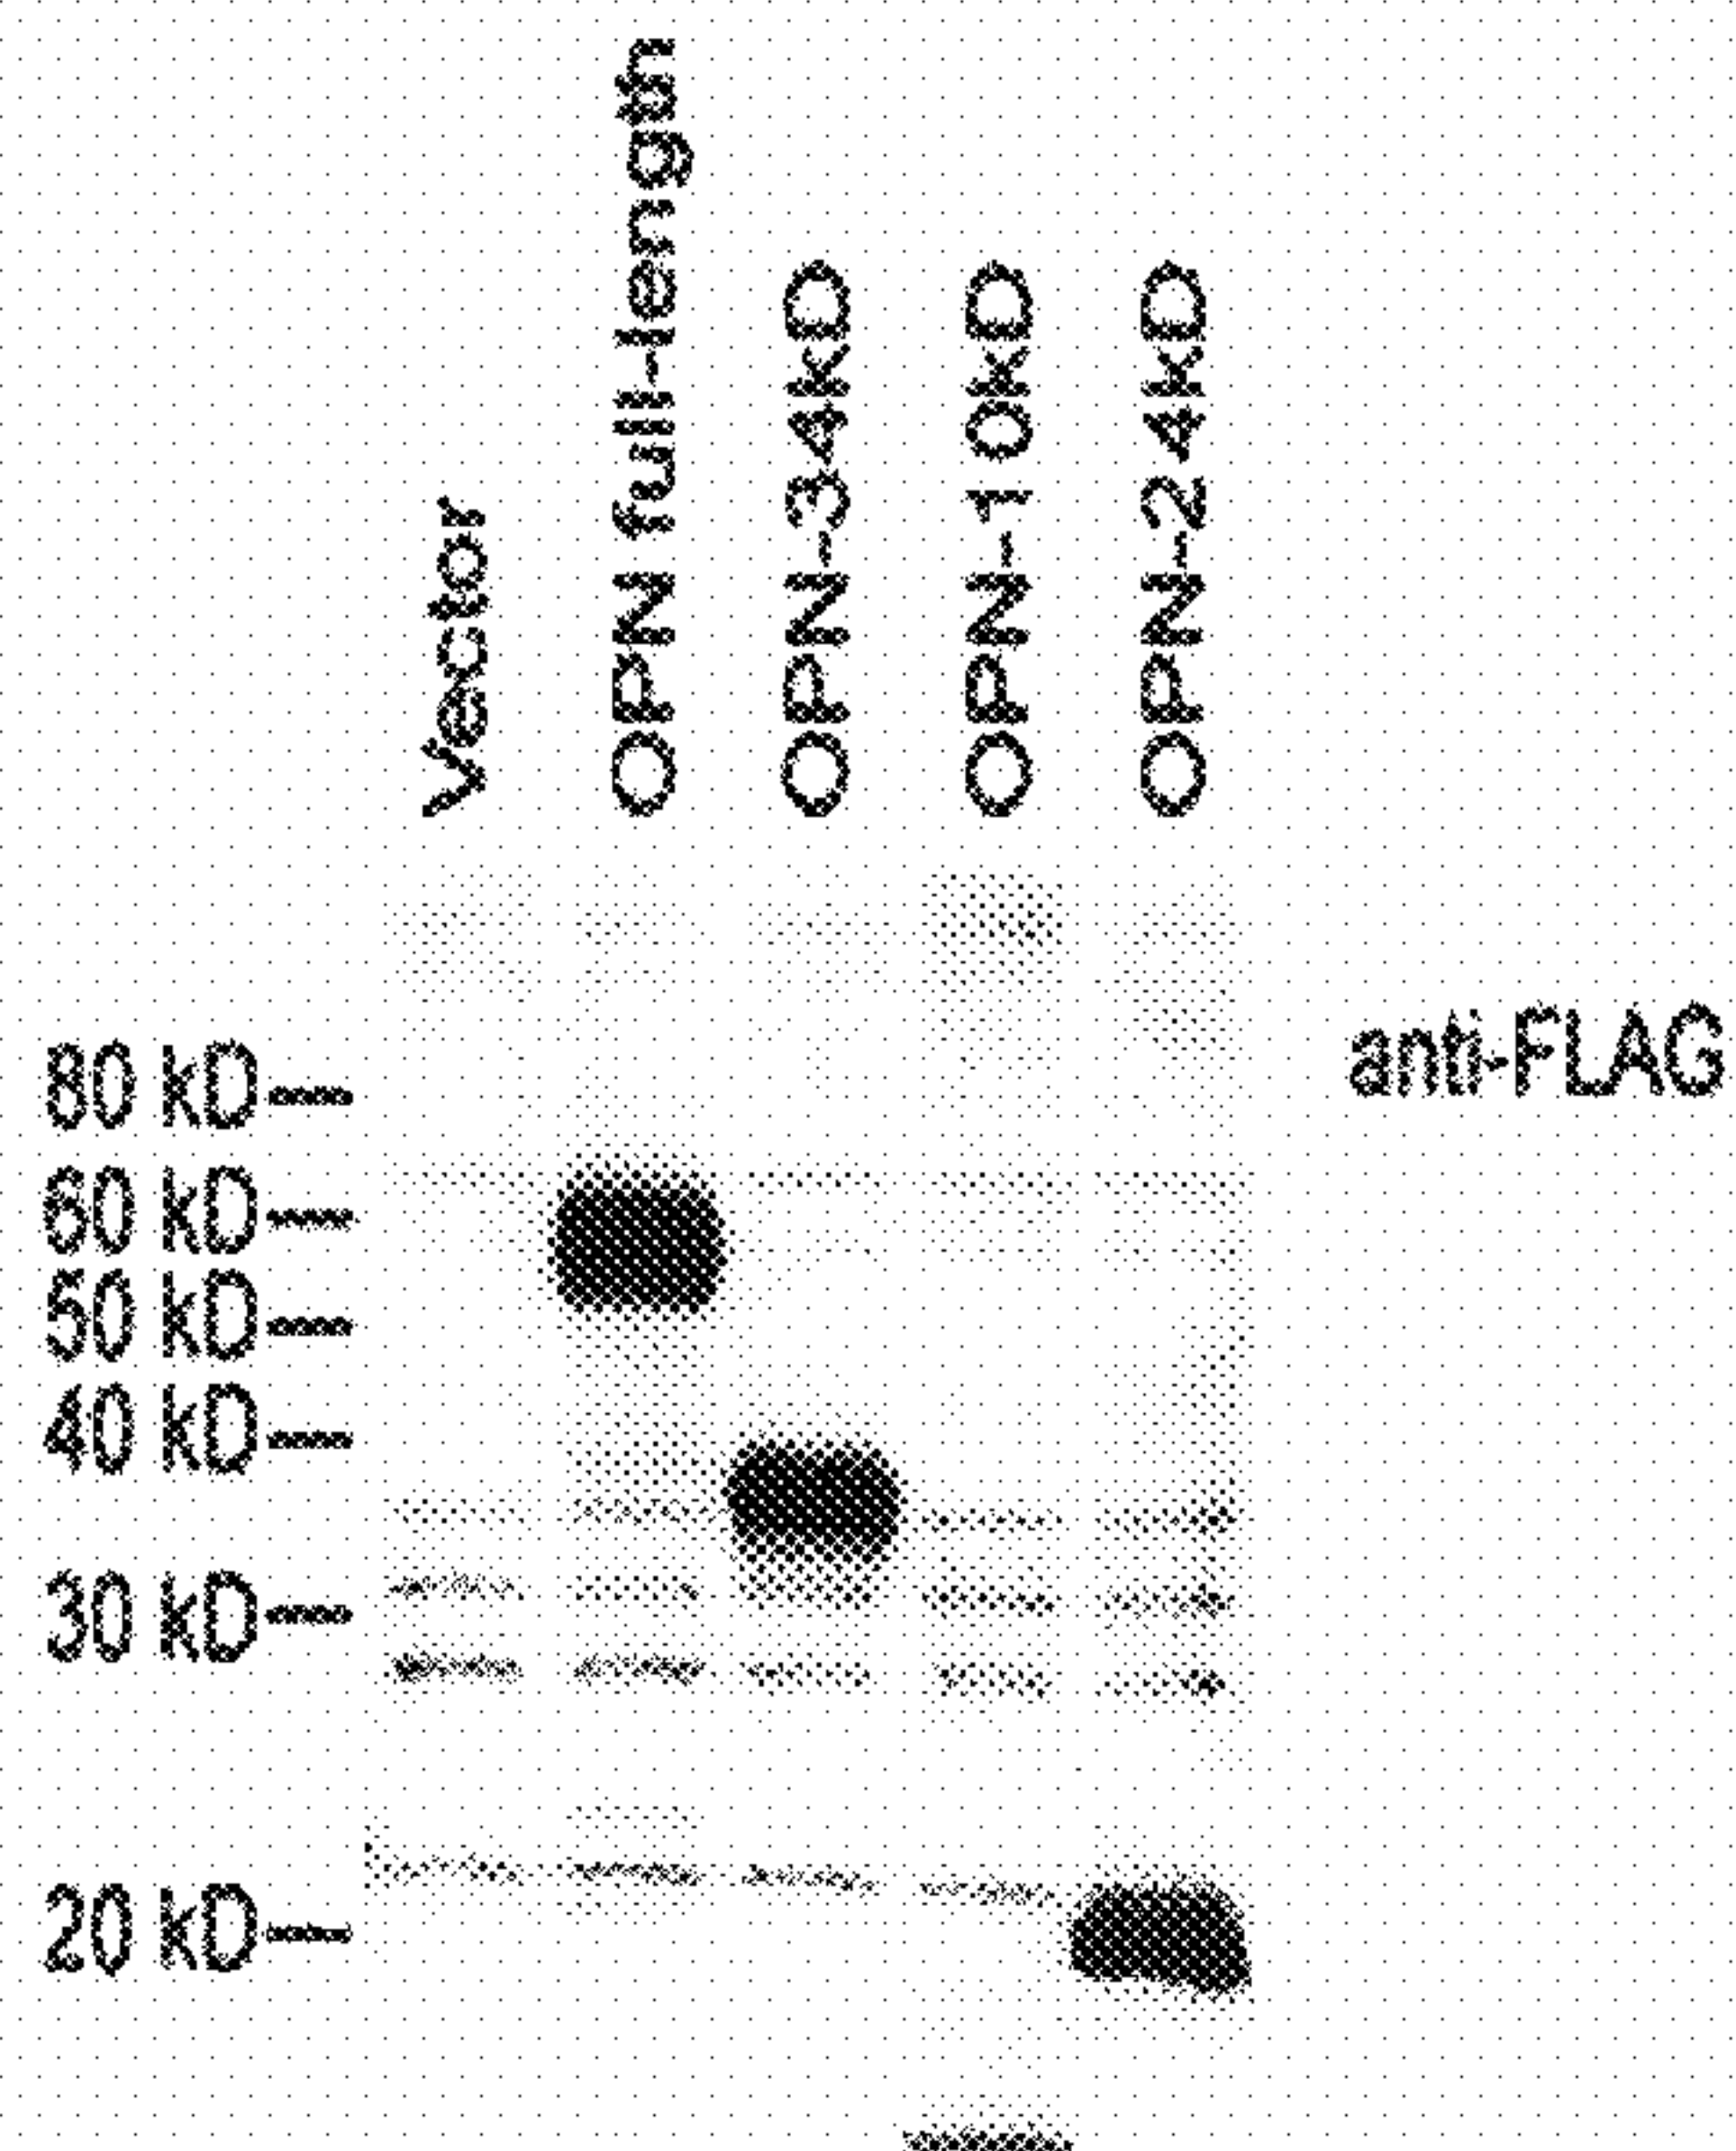 Vector
OPN full-length
OPN-34kD
OPN-10kD
OPN-24kD
anti-FLAG
80 kD
60 kD
50 kD
40 kD
30 kD
20 kD